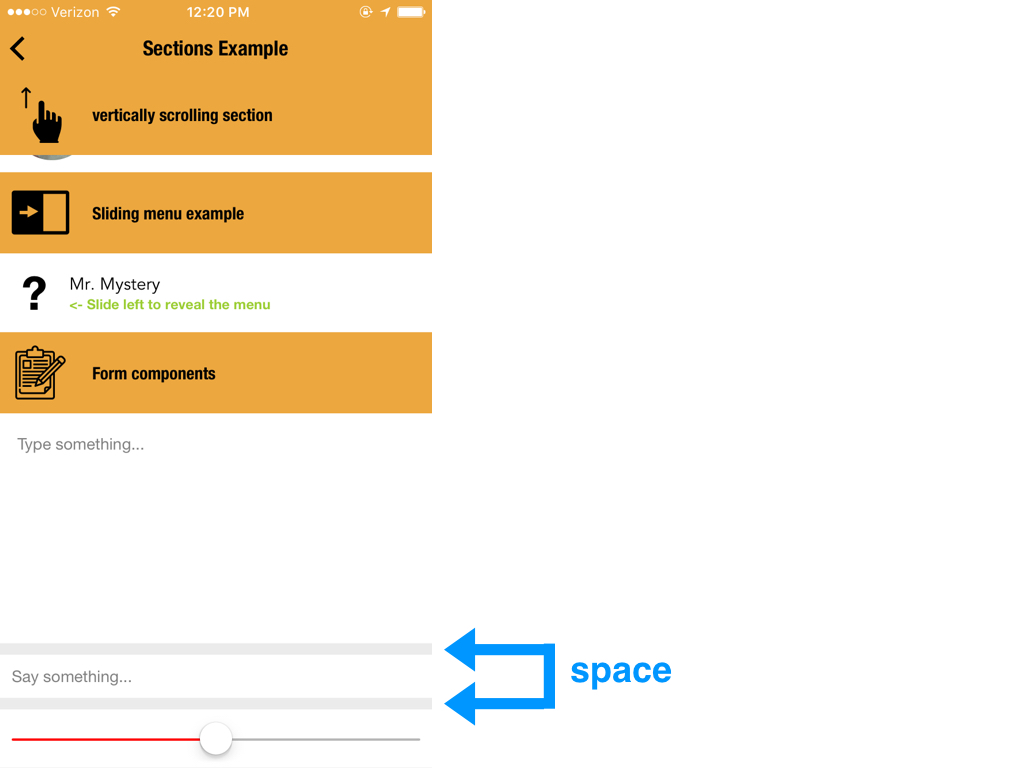 Verizon 12:20 PM
Sections Example
vertically scrolling section
Sliding menu example
Mr. Mystery
<- Slide left to reveal the menu
Form components
Type something...
Say something...
space